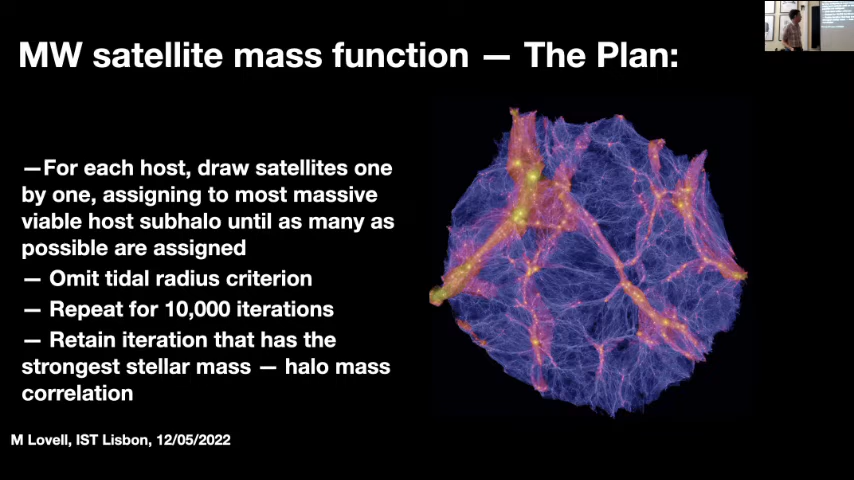 MW satellite mass function — The Plan:
—For each host, draw satellites one
by one, assigning to most massive
viable host subhalo until as many as
possible are assigned
— Omit tidal radius criterion
— Repeat for 10,000 iterations
— Retain iteration that has the
strongest stellar mass — halo mass
correlation
M Lovell, IST Lisbon, 12/05/2022